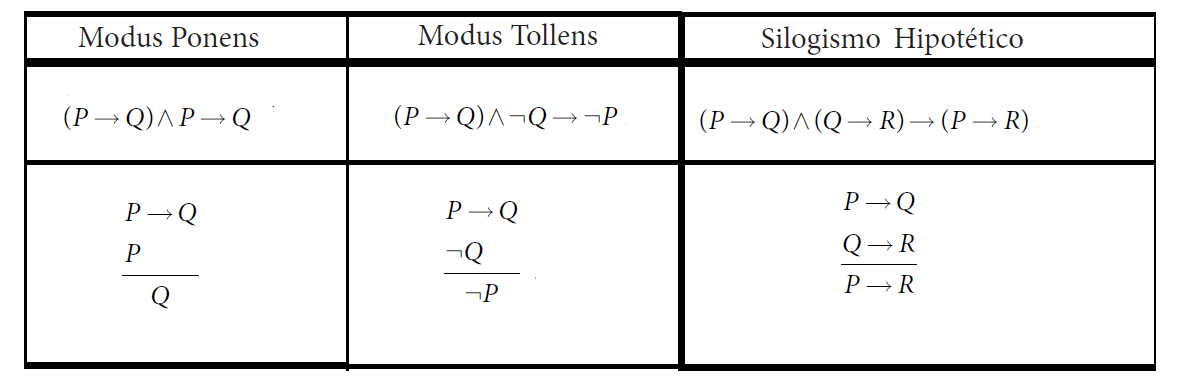 Modus Ponens
Modus Tollens
Silogismo Hipotético
(P → Q) ∧ P → Q
(P → Q) ∧ ¬Q → ¬P
(P → Q) ∧ (Q → R) → (P → R)
P → Q
P
Q
P → Q
¬Q
¬P
P → Q
Q → R
P → R